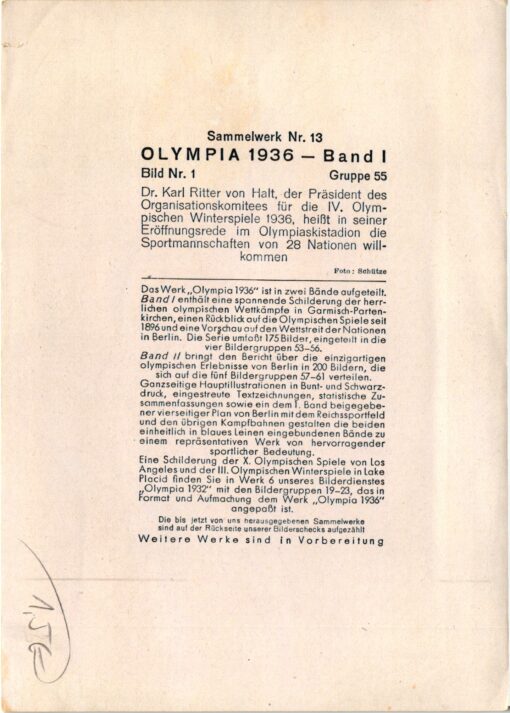 Sammelwerk Nr. 13
OLYMPIA 1936 — Band I
Bild Nr. 1 Gruppe 55
Dr. Karl Ritter von Halt, der Präsident des
Organisationskomitees für die IV. Olym-
pischen Winterspiele 1936, heißt in seiner
Eröffnungsrede im Olympiaskistadion die
Sportmannschaften von 28 Nationen will-
kommen
Foto: Schütze
Das Werk „Olympia 1936“ ist in zwei Bände aufgeteilt.
Band I enthält eine spannende Schilderung der herr-
lichen olympischen Wettkämpfe in Garmisch-Parten-
kirchen, einen Rückblick auf die Olympischen Spiele seit
1896 und eine Vorschau auf den Wettstreit der Nationen
in Berlin. Die Serie umfaßt 175 Bilder, eingeteilt in die
vier Bildergruppen 53–56.
Band II bringt den Bericht über die einzigartigen
olympischen Erlebnisse von Berlin in 200 Bildern, die
sich auf die fünf Bildergruppen 57–61 verteilen.
Ganzseitige Hauptillustrationen in Bunt- und Schwarz-
druck, eingestreute Textzeichnungen, statistische Zu-
sammenfassungen sowie ein dem I. Band beigegebe-
ner vierseitiger Plan von Berlin mit dem Reichssportfeld
und den übrigen Kampfbahnen gestalten die beiden
einheitlich in blaues Leinen eingebundenen Bände zu
einem repräsentativen Werk von hervorragender
sportlicher Bedeutung.
Eine Schilderung der X. Olympischen Spiele von Los
Angeles und der III. Olympischen Winterspiele in Lake
Placid finden Sie in Werk 6 unseres Bilderdienstes
„Olympia 1932“ mit den Bildergruppen 19–23, das in
Format und Aufmachung dem Werk „Olympia 1936“
angepaßt ist.
Die bis jetzt von uns herausgegebenen Sammelwerke
sind auf der Rückseite unserer Bilderschecks aufgezählt
Weitere Werke sind in Vorbereitung